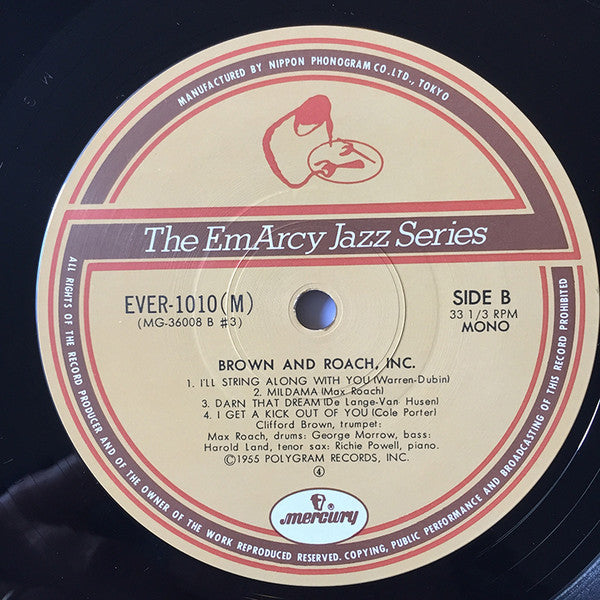 MANUFACTURED BY NIPPON PHONOGRAM CO., LTD., TOKYO
The EmArcy Jazz Series
EVER-1010(M)
(MG-36008 B #3)
SIDE B
33 1/3 RPM
MONO
BROWN AND ROACH, INC.
1. I'LL STRING ALONG WITH YOU (Warren-Dubin)
2. MILDAMA (Max Roach)
3. DARN THAT DREAM (De Lange-Van Husen)
4. I GET A KICK OUT OF YOU (Cole Porter)
Clifford Brown, trumpet:
Max Roach, drums: George Morrow, bass:
Harold Land, tenor sax: Richie Powell, piano.
©1955 POLYGRAM RECORDS, INC.
④
mercury
ALL RIGHTS OF THE RECORD PRODUCER AND OF THE OWNER OF THE WORK REPRODUCED RESERVED. COPYING, PUBLIC PERFORMANCE AND BROADCASTING OF THIS RECORD PROHIBITED